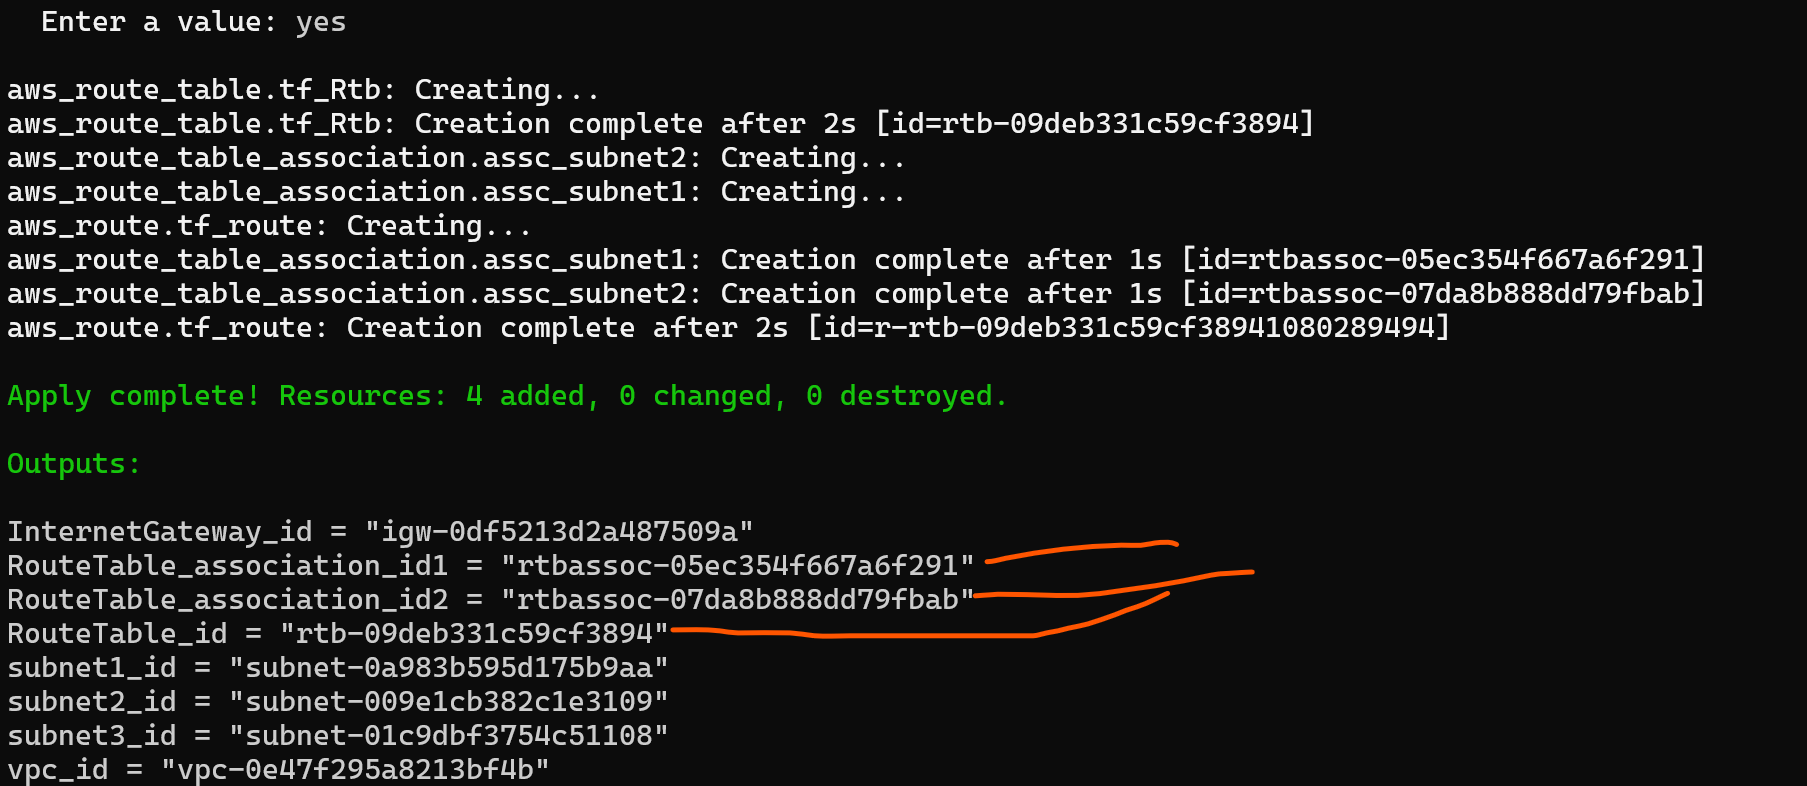 Enter a value: yes
aws_route_table.tf_Rtb: Creating...
aws_route_table.tf_Rtb: Creation complete after 2s [id=rtb-09deb331c59cf3894]
aws_route_table_association.assc_subnet2: Creating...
aws_route_table_association.assc_subnet1: Creating...
aws_route.tf_route: Creating...
aws_route_table_association.assc_subnet1: Creation complete after 1s [id=rtbassoc-05ec354f667a6f291]
aws_route_table_association.assc_subnet2: Creation complete after 1s [id=rtbassoc-07da8b888dd79fbab]
aws_route.tf_route: Creation complete after 2s [id=r-rtb-09deb331c59cf38941080289494]
Apply complete! Resources: 4 added, 0 changed, 0 destroyed.
Outputs:
InternetGateway_id = "igw-0df5213d2a487509a"
RouteTable_association_id1 = "rtbassoc-05ec354f667a6f291"
RouteTable_association_id2 = "rtbassoc-07da8b888dd79fbab"
RouteTable_id = "rtb-09deb331c59cf3894"
subnet1_id = "subnet-0a983b595d175b9aa"
subnet2_id = "subnet-009e1cb382c1e3109"
subnet3_id = "subnet-01c9dbf3754c51108"
vpc_id = "vpc-0e47f295a8213bf4b"